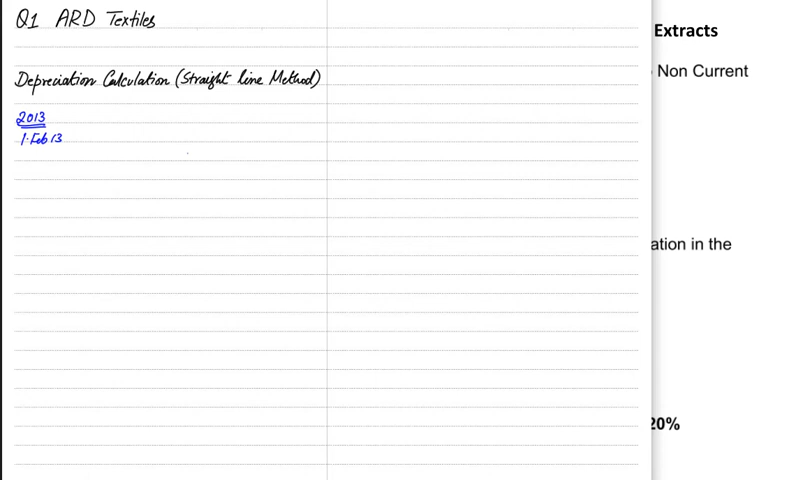 Q1 ARD Textiles
Depreciation Calculation (Straight line Method)
2013
1. Feb 13
Extracts
Non Current
ation in the
20%